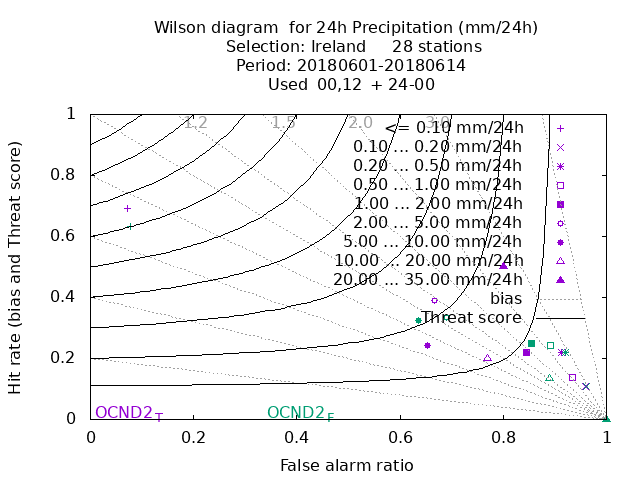 Wilson diagram  for 24h Precipitation (mm/24h)
Selection: Ireland     28 stations
Period: 20180601-20180614
Used  00,12  + 24-00
Hit rate (bias and Threat score)
1
0.8
0.6
0.4
0.2
0
1.2
1.5
2.0
3.0
<= 0.10 mm/24h
0.10 ... 0.20 mm/24h
0.20 ... 0.50 mm/24h
0.50 ... 1.00 mm/24h
1.00 ... 2.00 mm/24h
2.00 ... 5.00 mm/24h
5.00 ... 10.00 mm/24h
10.00 ... 20.00 mm/24h
20.00 ... 35.00 mm/24h
bias
Threat score
OCND2_T
OCND2_F
0 0.2 0.4 0.6 0.8 1
False alarm ratio